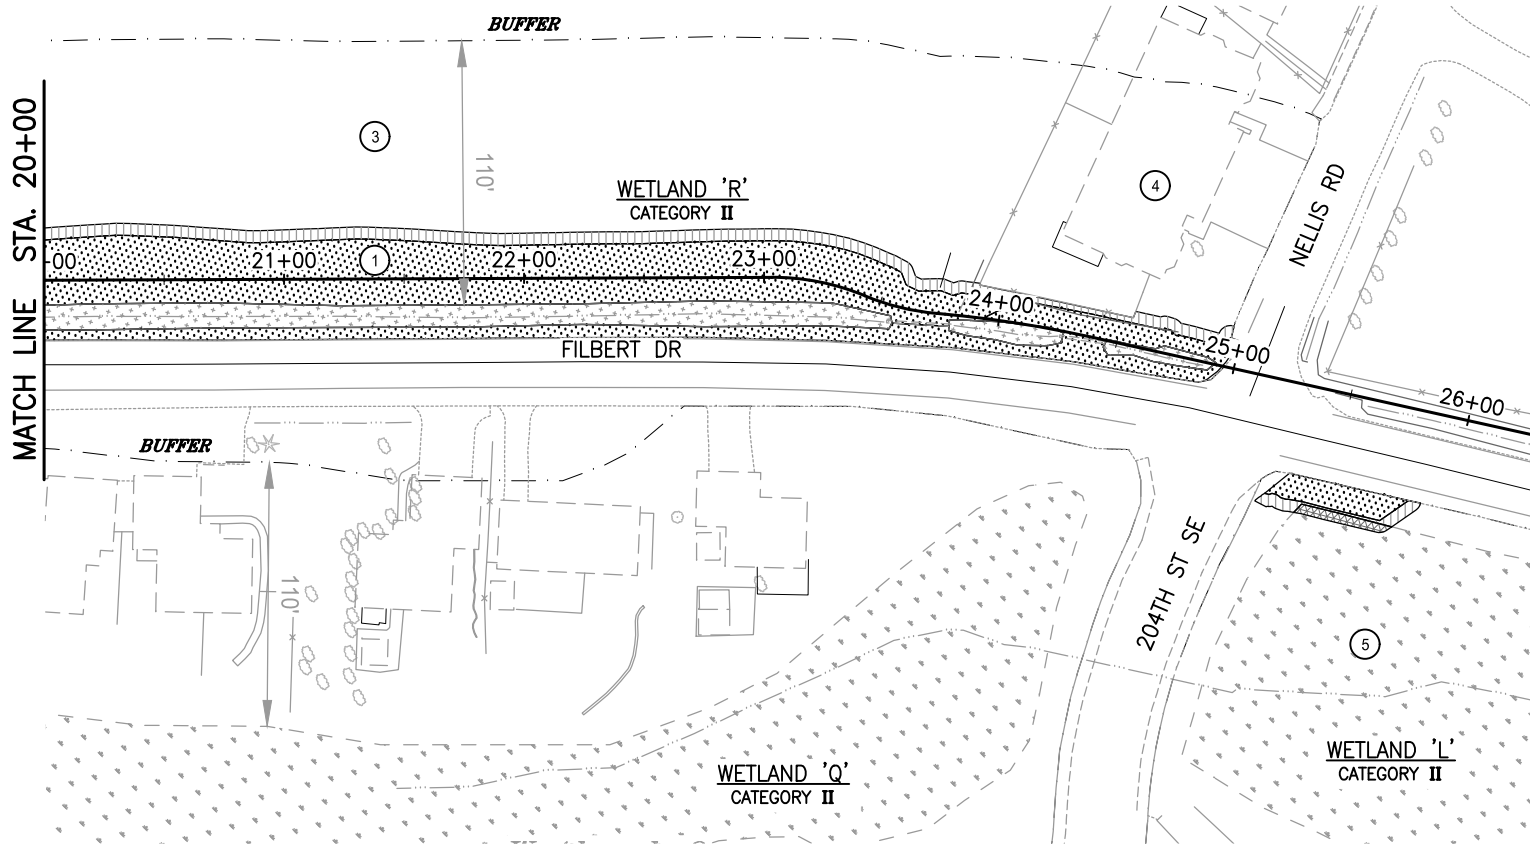 BUFFER
MATCH LINE STA. 20+00
3
110'
WETLAND 'R'
CATEGORY II
4
NELLIS RD
-00
21+00
1
22+00
23+00
24+00
25+00
26+00
FILBERT DR
BUFFER
110'
204TH ST SE
5
WETLAND 'Q'
CATEGORY II
WETLAND 'L'
CATEGORY II